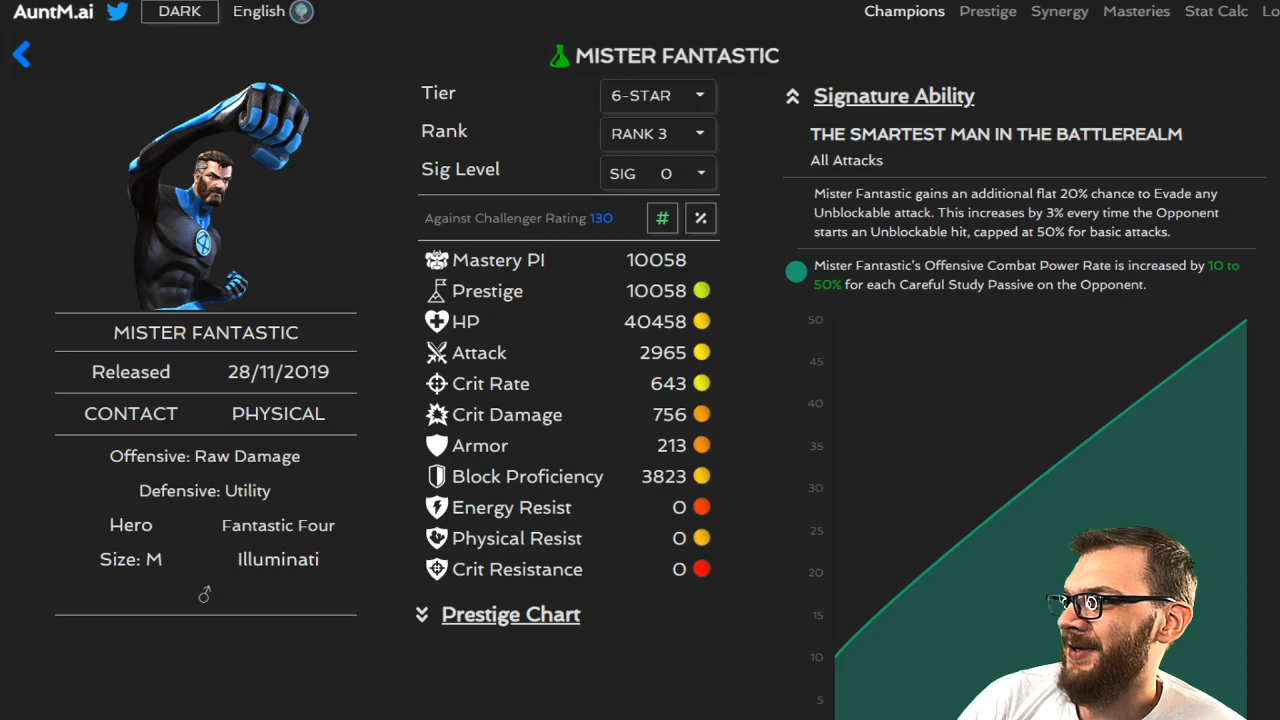 AuntM.ai DARK English Champions Prestige Synergy Masteries Stat Calc Lo
MISTER FANTASTIC
MISTER FANTASTIC
Released 28/11/2019
CONTACT PHYSICAL
Offensive: Raw Damage
Defensive: Utility
Hero Fantastic Four
Size: M Illuminati
Tier 6-STAR
Rank RANK 3
Sig Level SIG 0
Against Challenger Rating 130 # %
Mastery PI 10058
Prestige 10058
HP 40458
Attack 2965
Crit Rate 643
Crit Damage 756
Armor 213
Block Proficiency 3823
Energy Resist 0
Physical Resist 0
Crit Resistance 0
Prestige Chart
Signature Ability
THE SMARTEST MAN IN THE BATTLEREALM
All Attacks
Mister Fantastic gains an additional flat 20% chance to Evade any
Unblockable attack. This increases by 3% every time the Opponent
starts an Unblockable hit, capped at 50% for basic attacks.
Mister Fantastic's Offensive Combat Power Rate is increased by 10 to
50% for each Careful Study Passive on the Opponent.
50
45
40
35
30
25
20
15
10
5